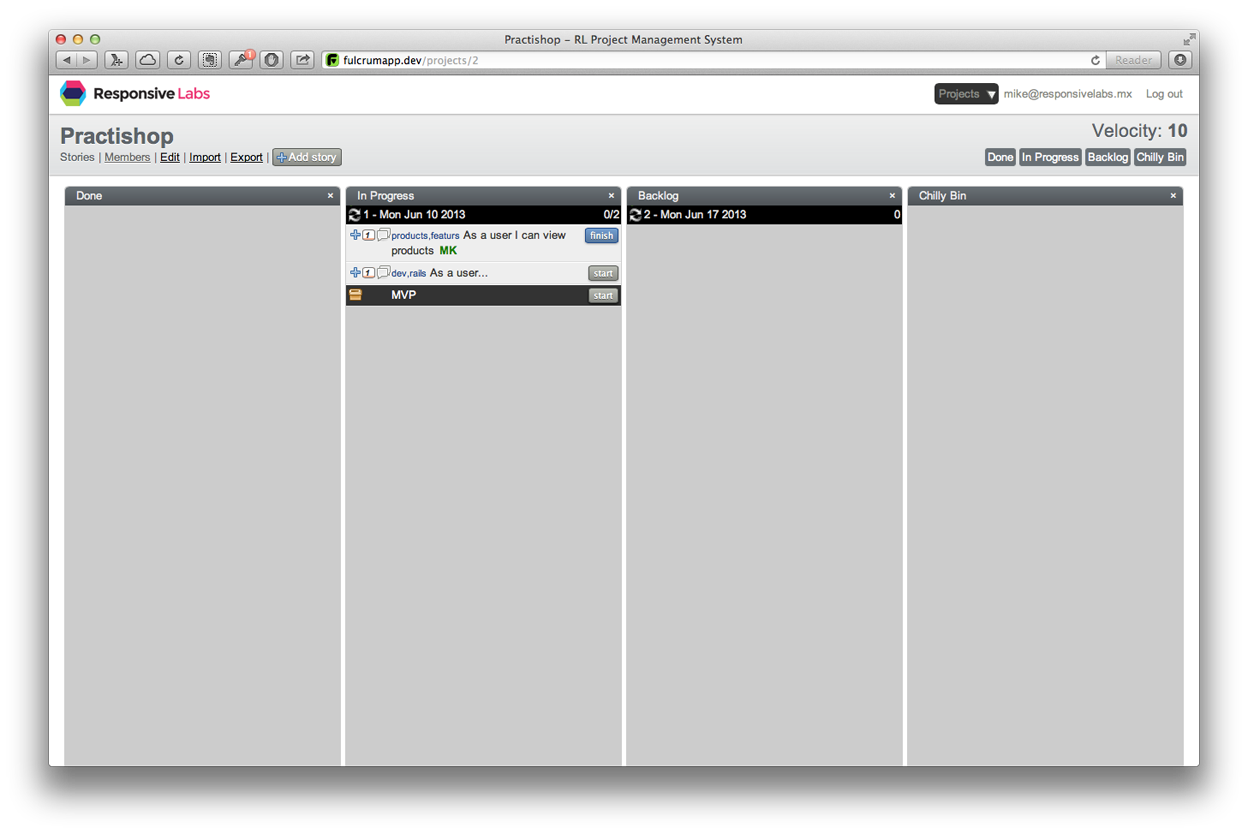 Practishop – RL Project Management System
1
fulcrumapp.dev/projects/2
Reader
Responsive Labs
Projects ▼ mike@responsivelabs.mx Log out
Practishop
Velocity: 10
Stories | Members | Edit | Import | Export | Add story
Done In Progress Backlog Chilly Bin
Done ×
In Progress ×
1 - Mon Jun 10 2013 0/2
1 products,featurs As a user I can view finish
products MK
1 dev,rails As a user... start
MVP start
Backlog ×
2 - Mon Jun 17 2013 0
Chilly Bin ×